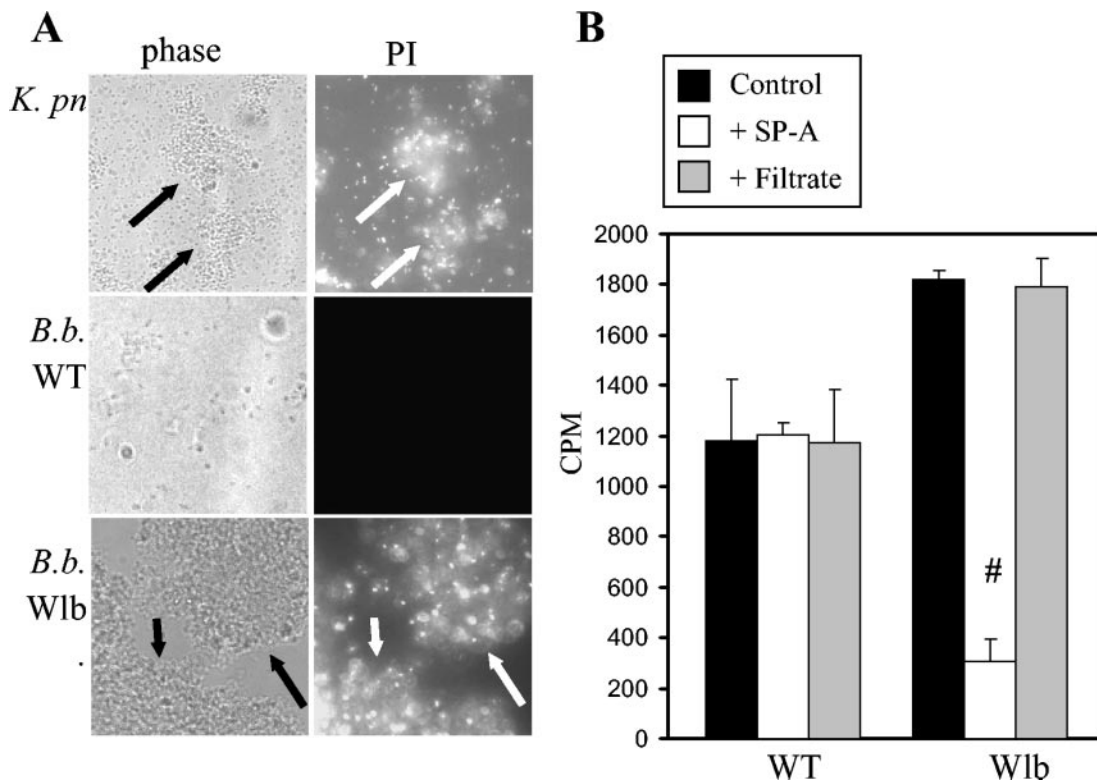 A
phase PI
K. pn
B.b.
WT
B.b.
Wlb
.
B
Control
+ SP-A
+ Filtrate
2000
1800
1600
1400
1200
1000
800
600
400
200
0
CPM
#
WT Wlb